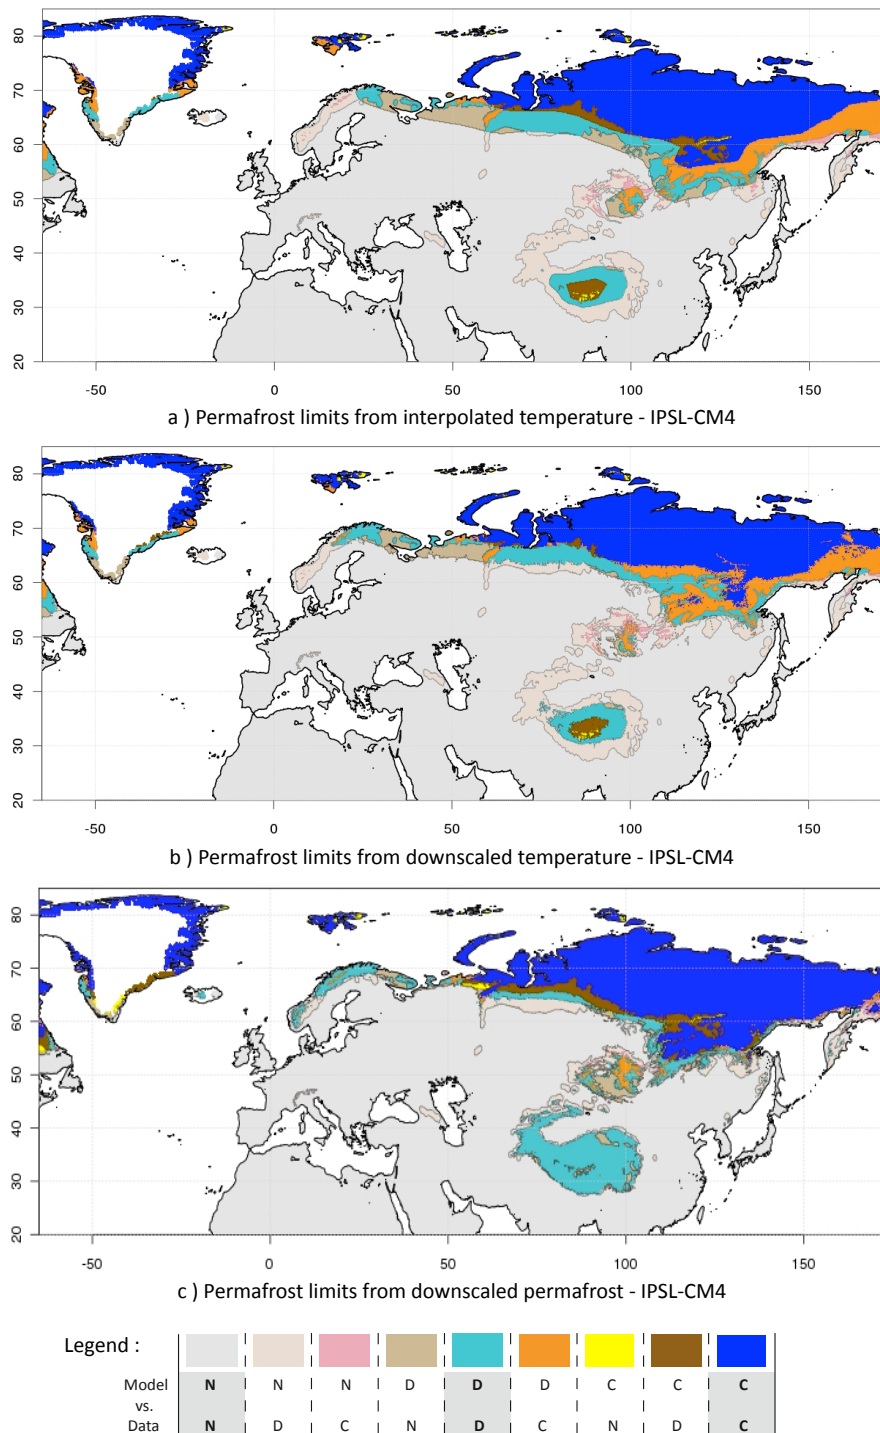 80
70
60
50
40
30
20
-50 0 50 100 150
a ) Permafrost limits from interpolated temperature - IPSL-CM4
80
70
60
50
40
30
20
-50 0 50 100 150
b ) Permafrost limits from downscaled temperature - IPSL-CM4
80
70
60
50
40
30
20
-50 0 50 100 150
c ) Permafrost limits from downscaled permafrost - IPSL-CM4
Legend :
Model N N N D D D C C C
vs.
Data N D C N D C N D C